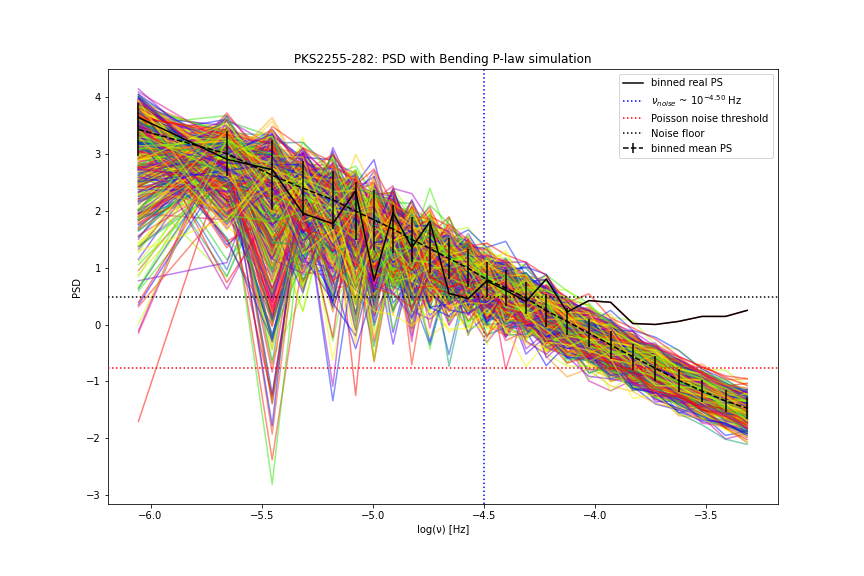 PKS2255-282: PSD with Bending P-law simulation
binned real PS
ν_noise ~ 10^−4.50 Hz
Poisson noise threshold
Noise floor
binned mean PS
PSD
4
3
2
1
0
−1
−2
−3
−6.0 −5.5 −5.0 −4.5 −4.0 −3.5
log(ν) [Hz]